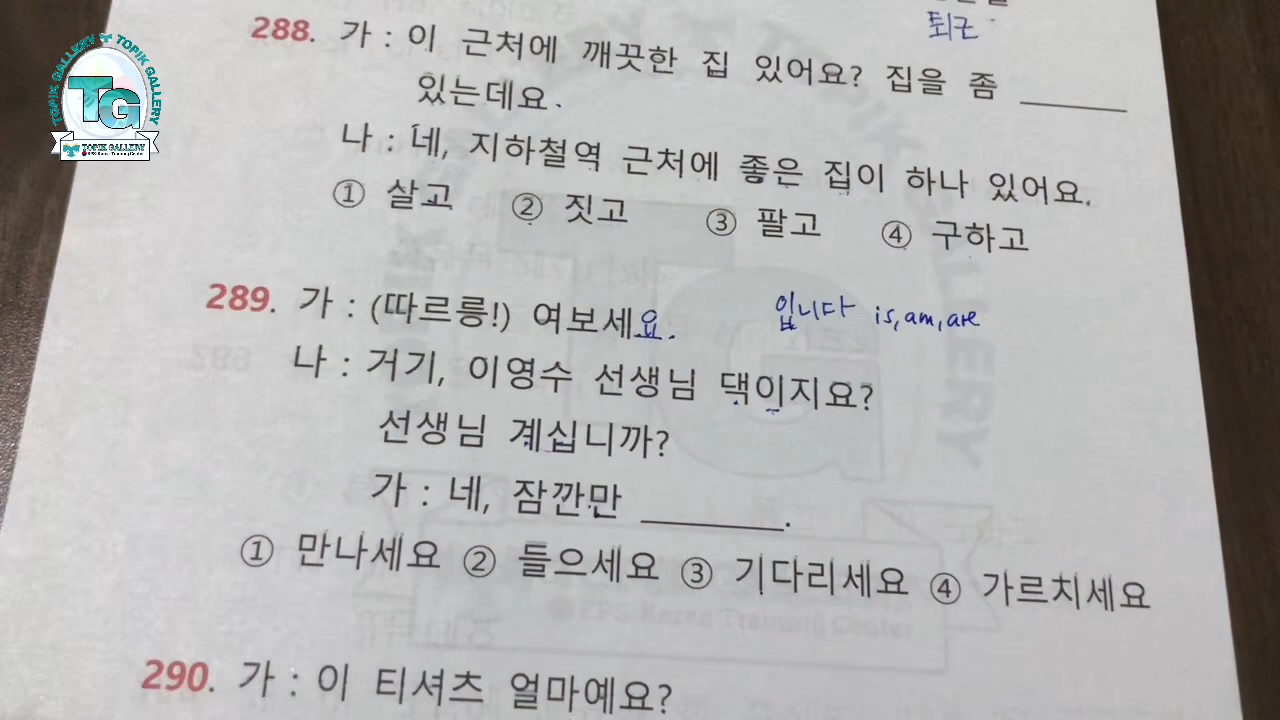 퇴근
288. 가 : 이 근처에 깨끗한 집 있어요? 집을 좀 ______
있는데요.
나 : 네, 지하철역 근처에 좋은 집이 하나 있어요.
① 살고 ② 짓고 ③ 팔고 ④ 구하고
289. 가 : (따르릉!) 여보세요.
입니다 is, am, are
나 : 거기, 이영수 선생님 댁이지요?
선생님 계십니까?
가 : 네, 잠깐만 ______.
① 만나세요 ② 들으세요 ③ 기다리세요 ④ 가르치세요
290. 가 : 이 티셔츠 얼마예요?
TOPIK GALLERY TOPIK GALLERY
TG
TOPIK GALLERY